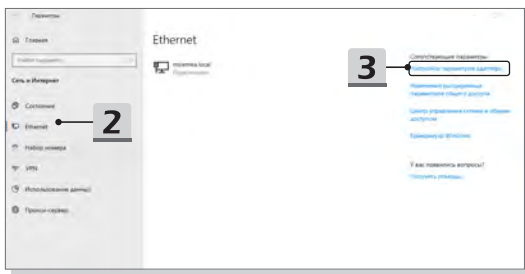 Параметры
Главная
Найти параметр
Сеть и Интернет
Состояние
Ethernet
Набор номера
VPN
Использование данных
Прокси-сервер
2
Ethernet
Подключено
3
Сопутствующие параметры
Настройка параметров адаптера
Изменение расширенных
параметров общего доступа
Центр управления сетями и общим
доступом
Брандмауэр Windows
У вас появились вопросы?
Получить помощь